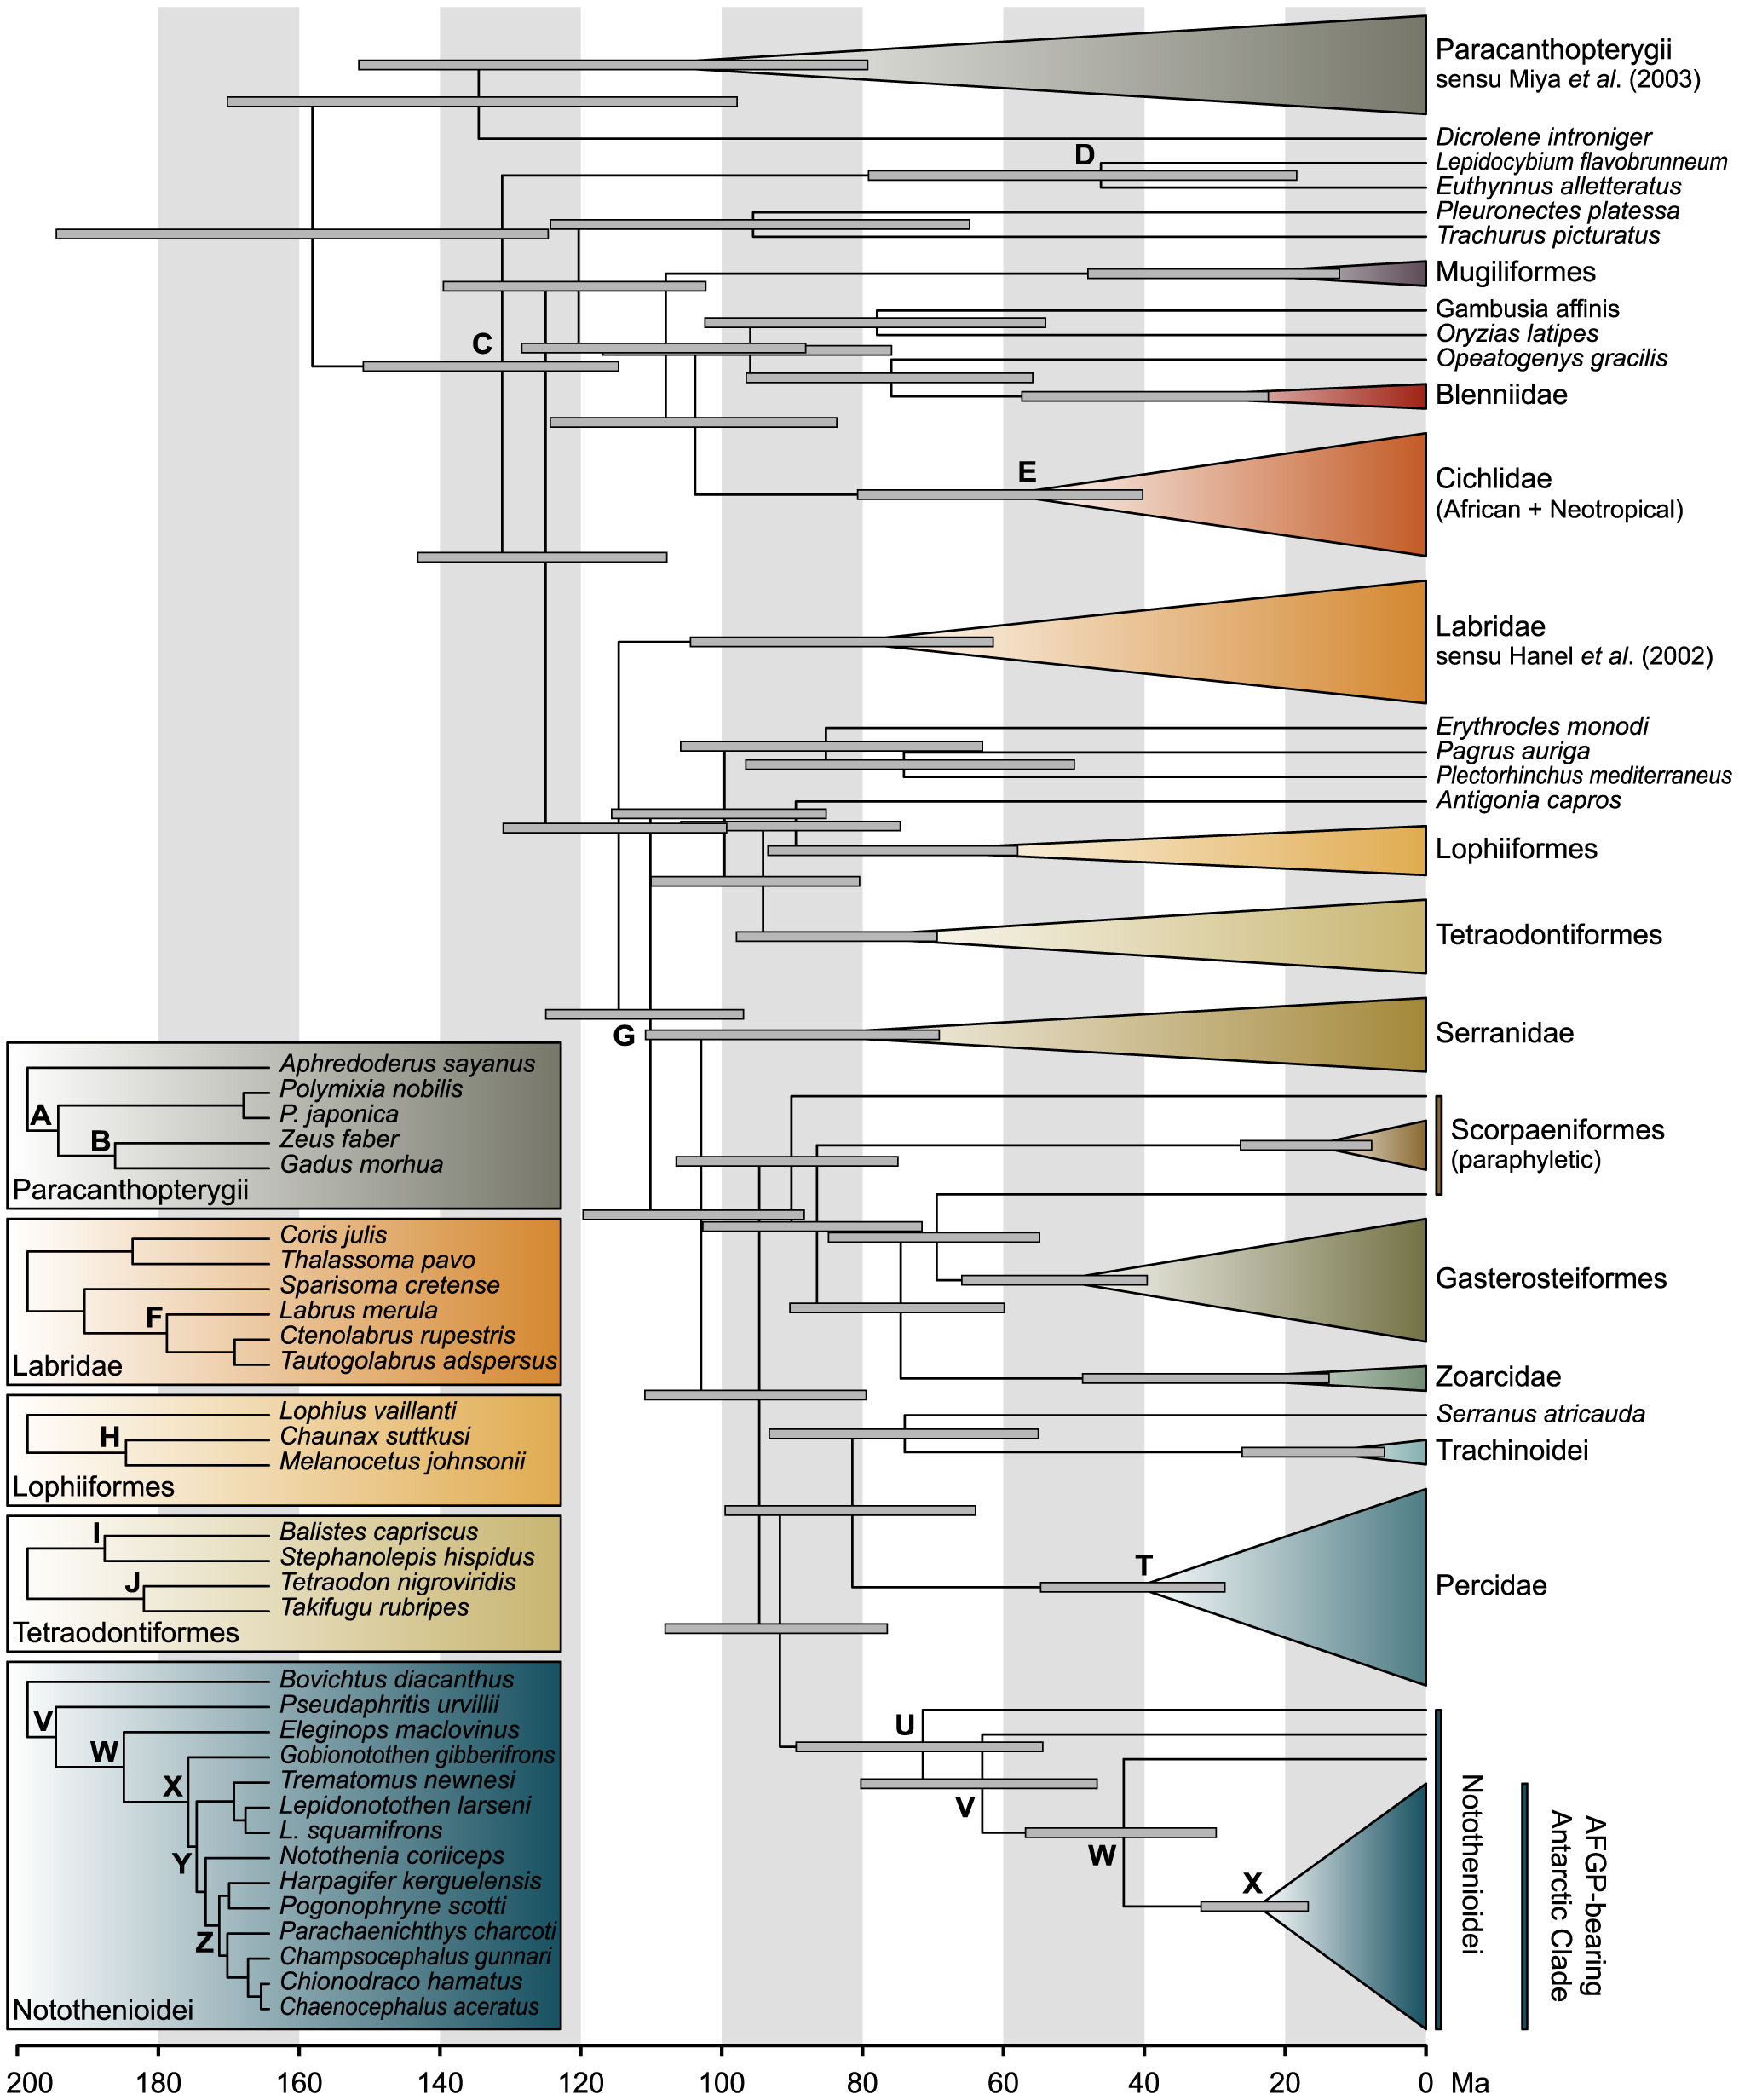 Paracanthopterygii
sensu Miya et al. (2003)
Dicrolene introniger
D
Lepidocybium flavobrunneum
Euthynnus alletteratus
Pleuronectes platessa
Trachurus picturatus
Mugiliformes
Gambusia affinis
Oryzias latipes
C
Opeatogenys gracilis
Blenniidae
E
Cichlidae
(African + Neotropical)
Labridae
sensu Hanel et al. (2002)
Erythrocles monodi
Pagrus auriga
Plectorhinchus mediterraneus
Antigonia capros
Lophiiformes
Tetraodontiformes
G
Serranidae
Scorpaeniformes
(paraphyletic)
Gasterosteiformes
Zoarcidae
Serranus atricauda
Trachinoidei
T
Percidae
U
V
W
X
Notothenioidei
AFGP-bearing
Antarctic Clade
Aphredoderus sayanus
Polymixia nobilis
A
P. japonica
B
Zeus faber
Gadus morhua
Paracanthopterygii
Coris julis
Thalassoma pavo
Sparisoma cretense
F
Labrus merula
Ctenolabrus rupestris
Tautogolabrus adspersus
Labridae
Lophius vaillanti
H
Chaunax suttkusi
Melanocetus johnsonii
Lophiiformes
I
Balistes capriscus
Stephanolepis hispidus
J
Tetraodon nigroviridis
Takifugu rubripes
Tetraodontiformes
Bovichtus diacanthus
Pseudaphritis urvillii
V
Eleginops maclovinus
W
Gobionotothen gibberifrons
X
Trematomus newnesi
Lepidonotothen larseni
L. squamifrons
Y
Notothenia coriiceps
Harpagifer kerguelensis
Pogonophryne scotti
Parachaenichthys charcoti
Z
Champsocephalus gunnari
Chionodraco hamatus
Chaenocephalus aceratus
Notothenioidei
200 180 160 140 120 100 80 60 40 20 0 Ma